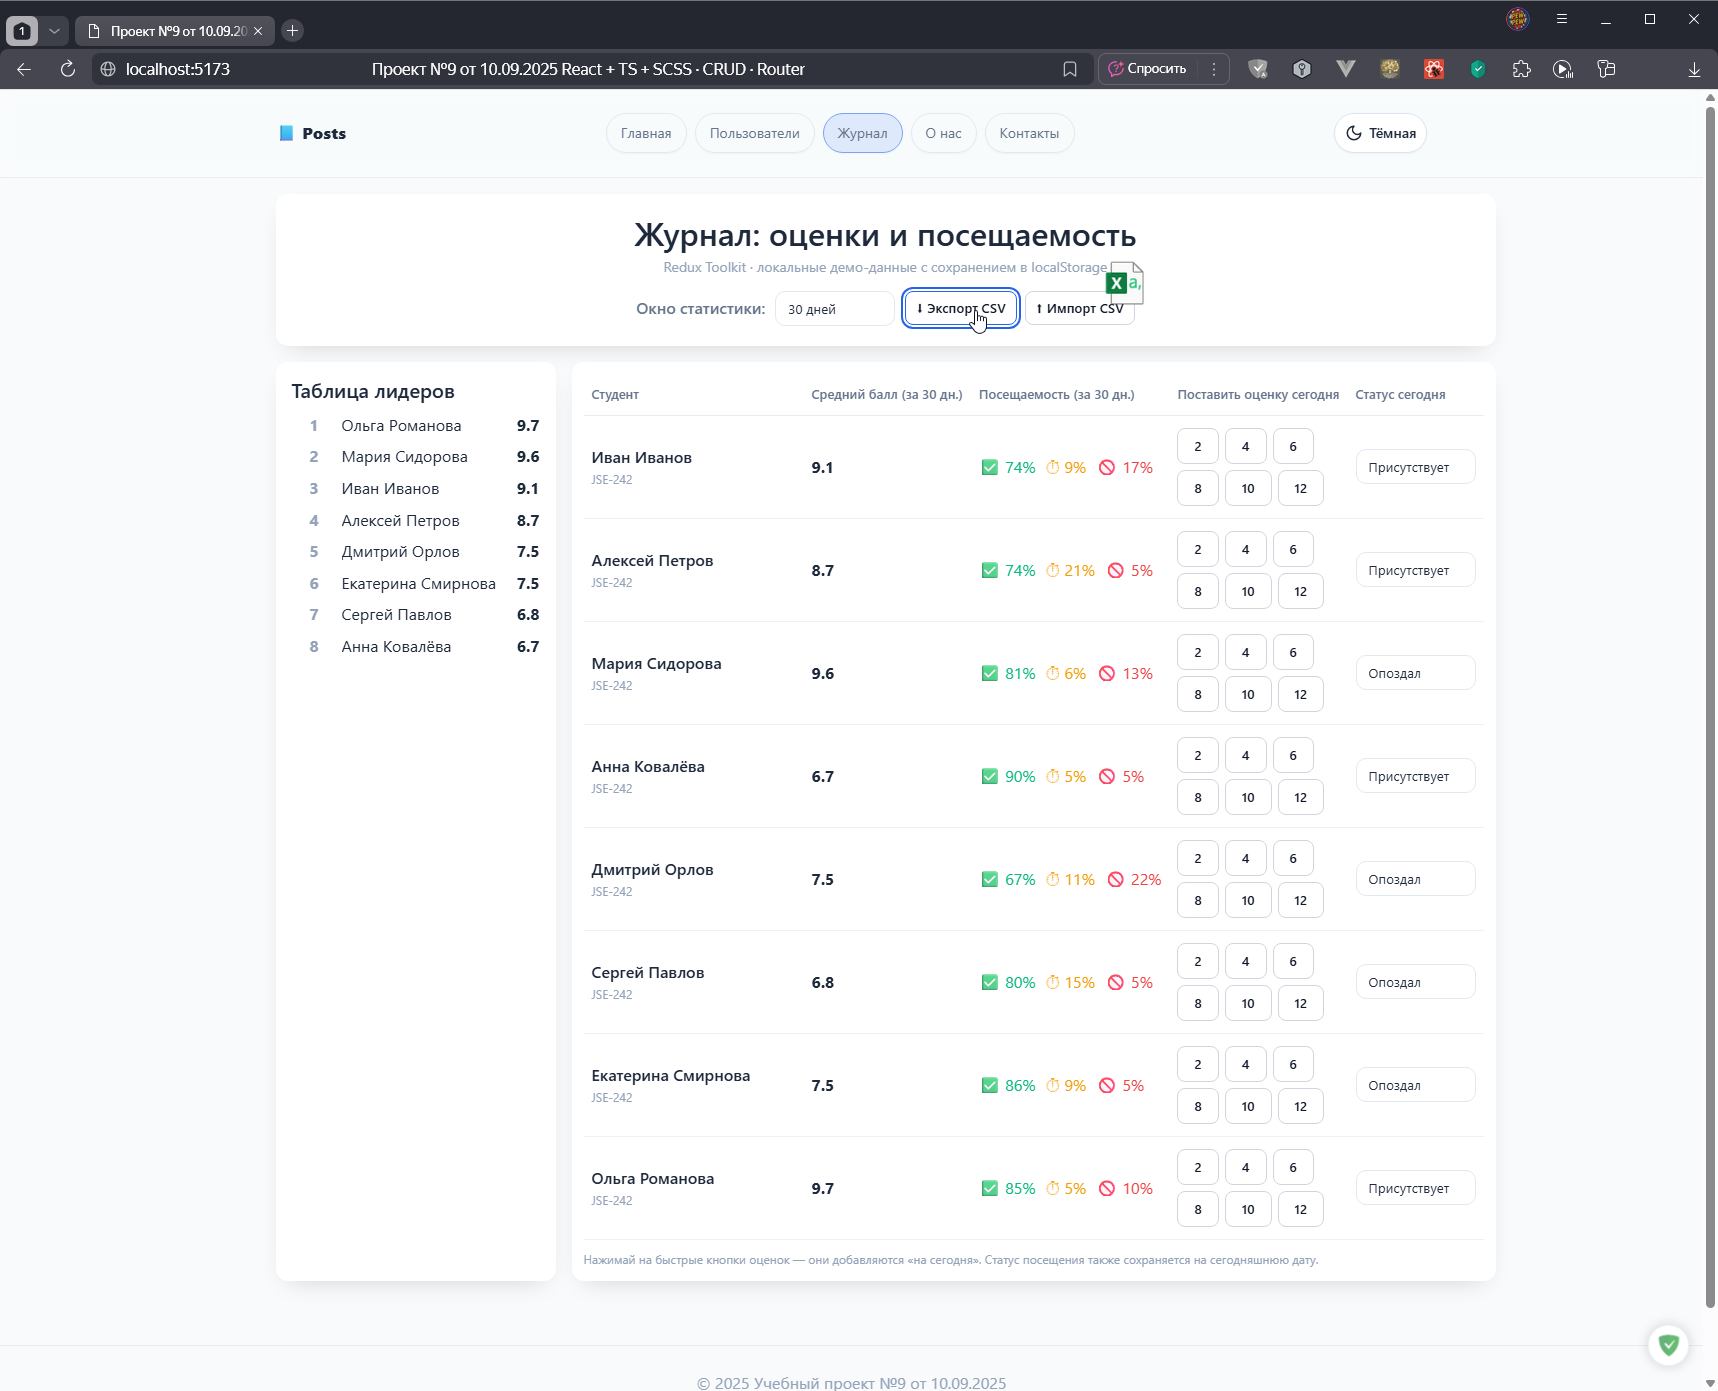 1
Проект №9 от 10.09.20
localhost:5173
Проект №9 от 10.09.2025 React + TS + SCSS · CRUD · Router
Спросить
Posts
Главная
Пользователи
Журнал
О нас
Контакты
Тёмная
Журнал: оценки и посещаемость
Redux Toolkit · локальные демо-данные с сохранением в localStorage
Окно статистики:
30 дней
⭣ Экспорт CSV
⭡ Импорт CSV
X a,
Таблица лидеров
1 Ольга Романова 9.7
2 Мария Сидорова 9.6
3 Иван Иванов 9.1
4 Алексей Петров 8.7
5 Дмитрий Орлов 7.5
6 Екатерина Смирнова 7.5
7 Сергей Павлов 6.8
8 Анна Ковалёва 6.7
Студент Средний балл (за 30 дн.) Посещаемость (за 30 дн.) Поставить оценку сегодня Статус сегодня
Иван Иванов
JSE-242
9.1
✅ 74% ⏱ 9% 🚫 17%
2 4 6
8 10 12
Присутствует
Алексей Петров
JSE-242
8.7
✅ 74% ⏱ 21% 🚫 5%
2 4 6
8 10 12
Присутствует
Мария Сидорова
JSE-242
9.6
✅ 81% ⏱ 6% 🚫 13%
2 4 6
8 10 12
Опоздал
Анна Ковалёва
JSE-242
6.7
✅ 90% ⏱ 5% 🚫 5%
2 4 6
8 10 12
Присутствует
Дмитрий Орлов
JSE-242
7.5
✅ 67% ⏱ 11% 🚫 22%
2 4 6
8 10 12
Опоздал
Сергей Павлов
JSE-242
6.8
✅ 80% ⏱ 15% 🚫 5%
2 4 6
8 10 12
Опоздал
Екатерина Смирнова
JSE-242
7.5
✅ 86% ⏱ 9% 🚫 5%
2 4 6
8 10 12
Опоздал
Ольга Романова
JSE-242
9.7
✅ 85% ⏱ 5% 🚫 10%
2 4 6
8 10 12
Присутствует
Нажимай на быстрые кнопки оценок — они добавляются «на сегодня». Статус посещения также сохраняется на сегодняшнюю дату.
© 2025 Учебный проект №9 от 10.09.2025